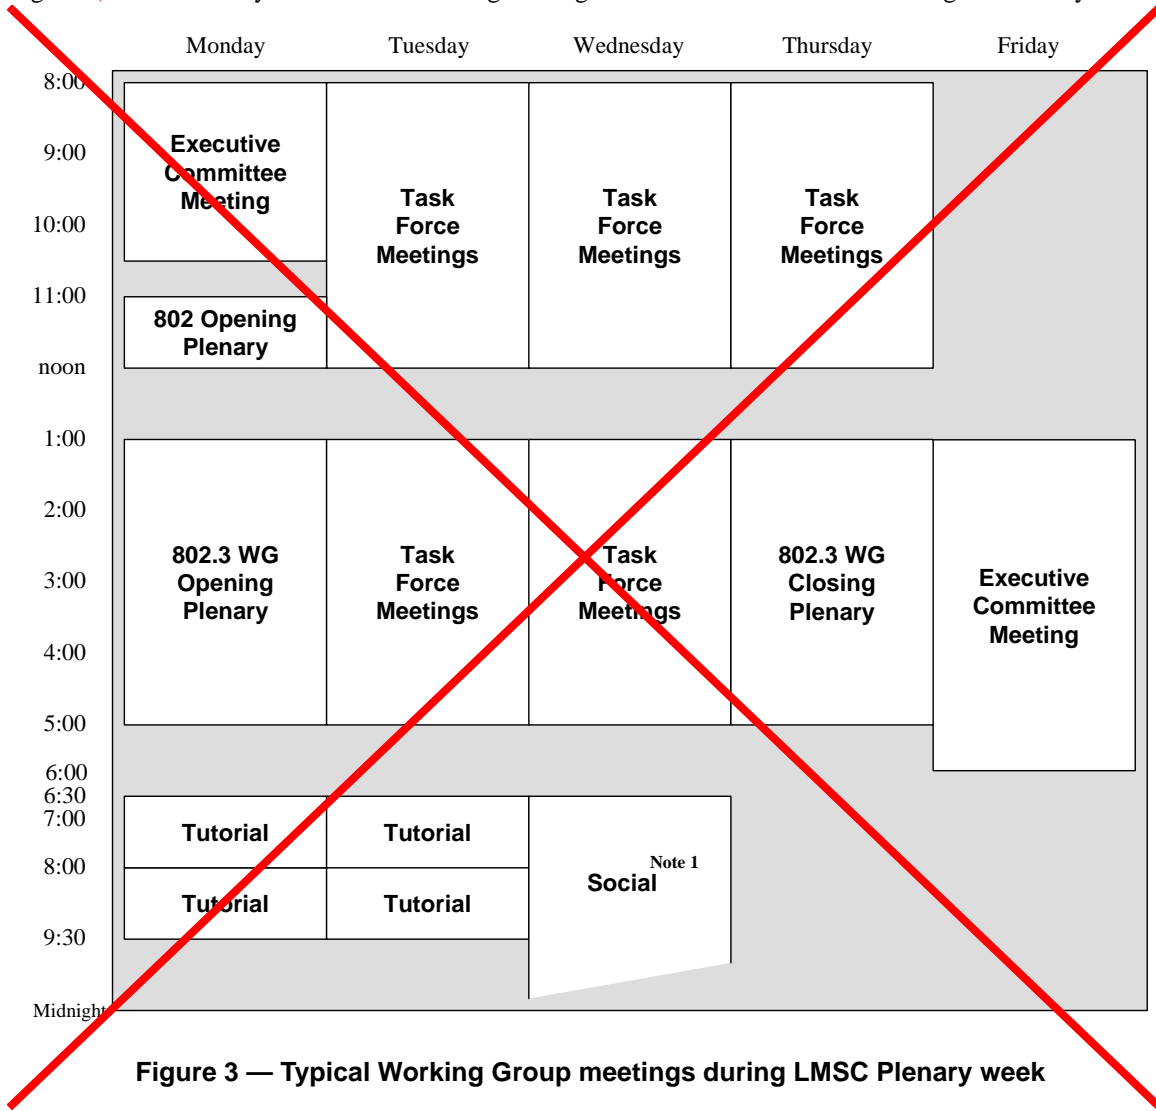 Monday Tuesday Wednesday Thursday Friday
8:00
9:00
10:00
11:00
noon
1:00
2:00
3:00
4:00
5:00
6:00
6:30
7:00
8:00
9:30
Midnight
Executive
Committee
Meeting
802 Opening
Plenary
802.3 WG
Opening
Plenary
Tutorial
Tutorial
Task
Force
Meetings
Task
Force
Meetings
Tutorial
Tutorial
Task
Force
Meetings
Task
Force
Meetings
Social Note 1
Task
Force
Meetings
802.3 WG
Closing
Plenary
Executive
Committee
Meeting
Figure 3 — Typical Working Group meetings during LMSC Plenary week